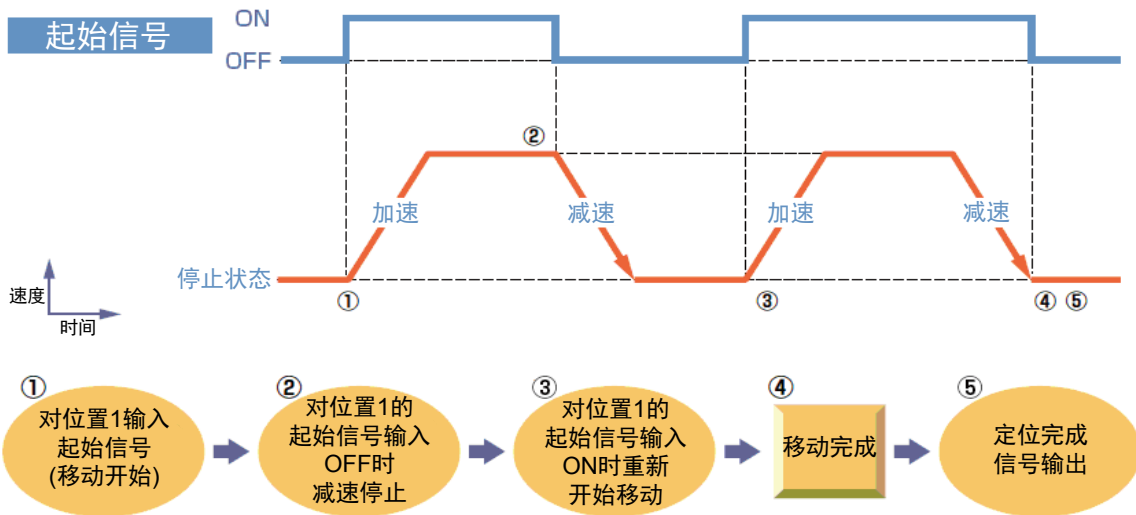 ON
起始信号
OFF
②
加速
减速
加速
减速
停止状态
①
③
④ ⑤
速度
时间
①
对位置1输入
起始信号
(移动开始)
②
对位置1的
起始信号输入
OFF时
减速停止
③
对位置1的
起始信号输入
ON时重新
开始移动
④
移动完成
⑤
定位完成
信号输出